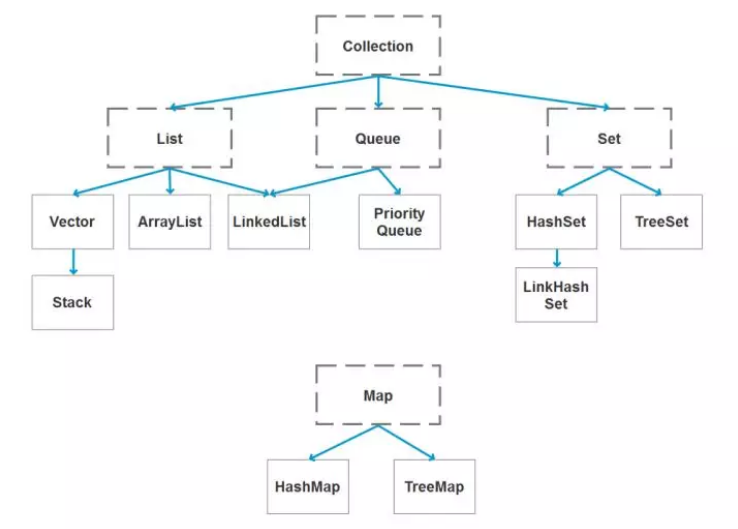 Collection
List
Queue
Set
Vector
ArrayList
LinkedList
Priority
Queue
HashSet
TreeSet
Stack
LinkHash
Set
Map
HashMap
TreeMap